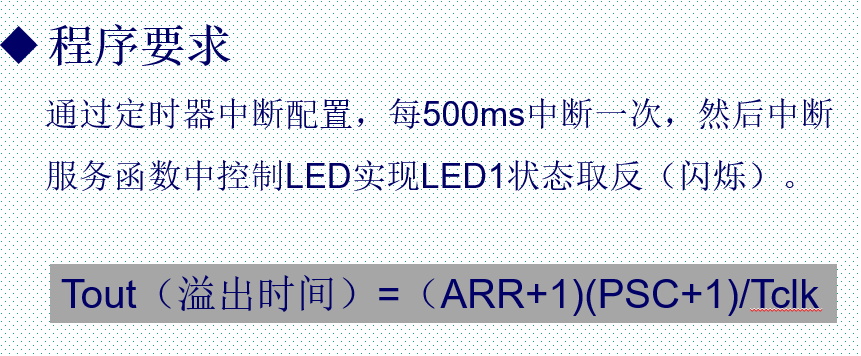 程序要求
通过定时器中断配置，每500ms中断一次，然后中断
服务函数中控制LED实现LED1状态取反（闪烁）。
Tout（溢出时间）=（ARR+1)(PSC+1)/Tclk